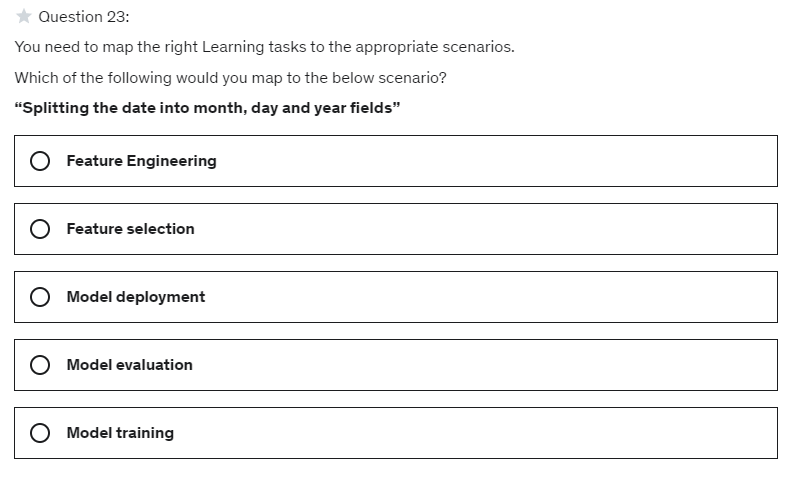 Question 23:
You need to map the right Learning tasks to the appropriate scenarios.
Which of the following would you map to the below scenario?
“Splitting the date into month, day and year fields”
Feature Engineering
Feature selection
Model deployment
Model evaluation
Model training